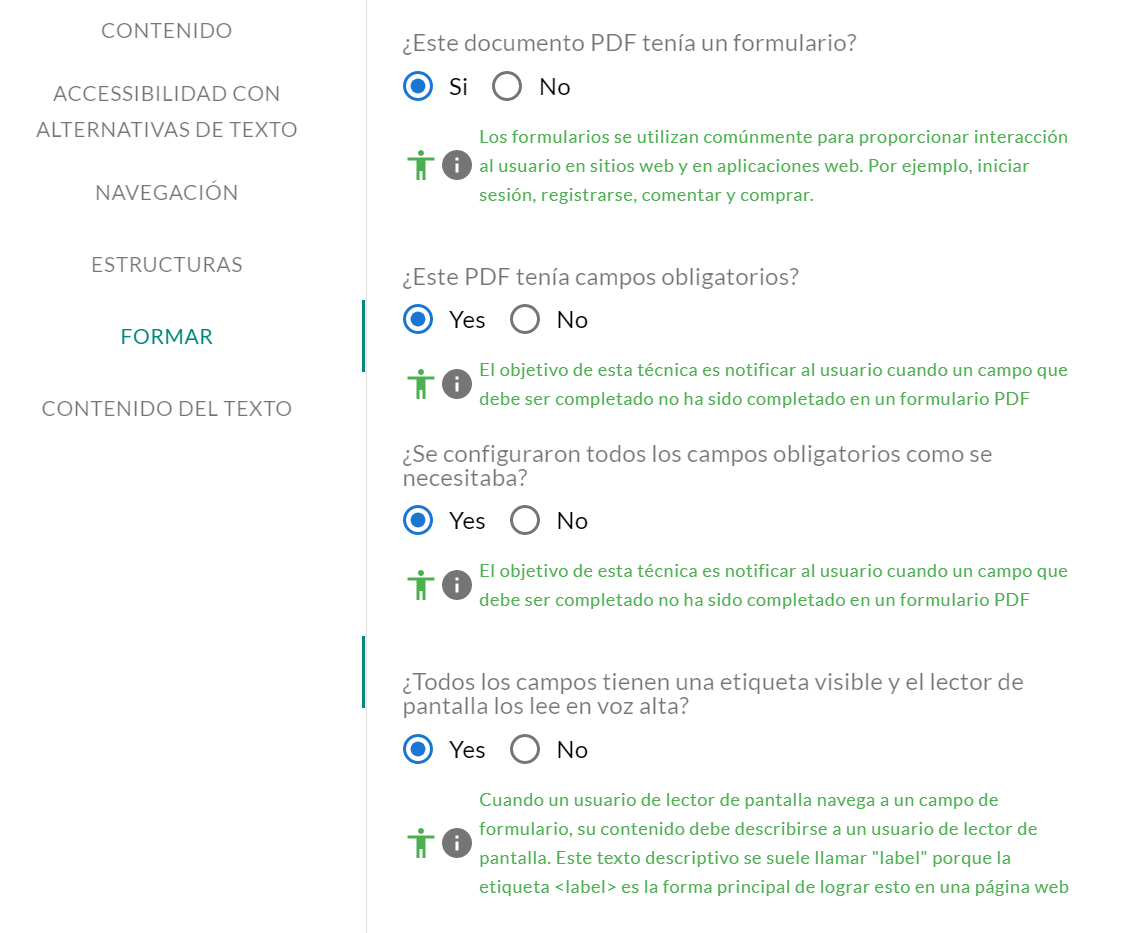 CONTENIDO
ACCESSIBILIDAD CON
ALTERNATIVAS DE TEXTO
NAVEGACIÓN
ESTRUCTURAS
FORMAR
CONTENIDO DEL TEXTO
¿Este documento PDF tenía un formulario?
Si No
Los formularios se utilizan comúnmente para proporcionar interacción
al usuario en sitios web y en aplicaciones web. Por ejemplo, iniciar
sesión, registrarse, comentar y comprar.
¿Este PDF tenía campos obligatorios?
Yes No
El objetivo de esta técnica es notificar al usuario cuando un campo que
debe ser completado no ha sido completado en un formulario PDF
¿Se configuraron todos los campos obligatorios como se
necesitaba?
Yes No
El objetivo de esta técnica es notificar al usuario cuando un campo que
debe ser completado no ha sido completado en un formulario PDF
¿Todos los campos tienen una etiqueta visible y el lector de
pantalla los lee en voz alta?
Yes No
Cuando un usuario de lector de pantalla navega a un campo de
formulario, su contenido debe describirse a un usuario de lector de
pantalla. Este texto descriptivo se suele llamar "label" porque la
etiqueta <label> es la forma principal de lograr esto en una página web